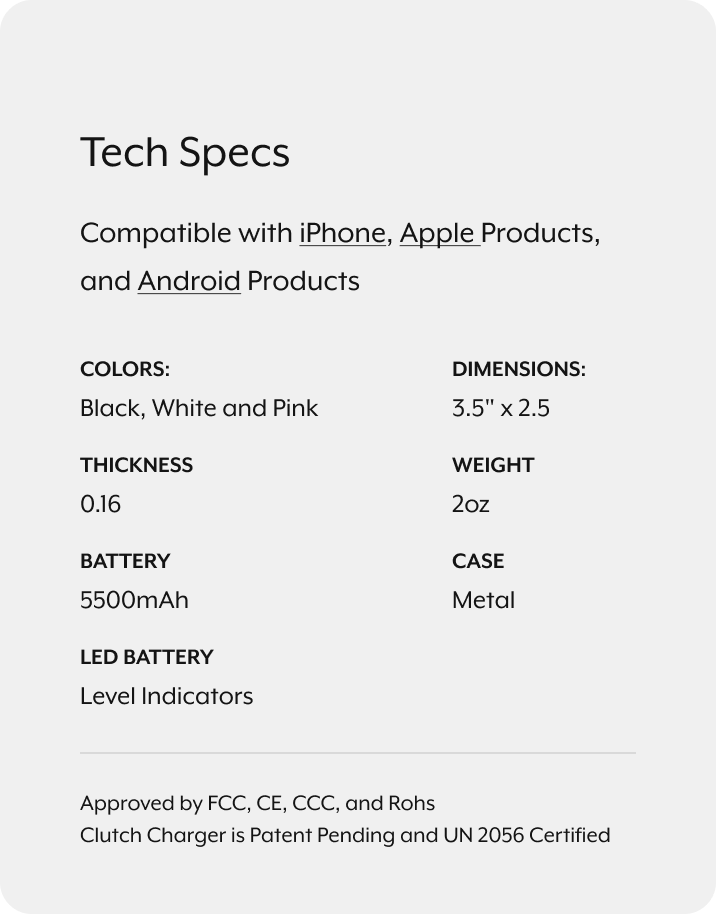 Tech Specs
Compatible with iPhone, Apple Products,
and Android Products
COLORS:
Black, White and Pink
DIMENSIONS:
3.5" x 2.5
THICKNESS
0.16
WEIGHT
2oz
BATTERY
5500mAh
CASE
Metal
LED BATTERY
Level Indicators
Approved by FCC, CE, CCC, and Rohs
Clutch Charger is Patent Pending and UN 2056 Certified